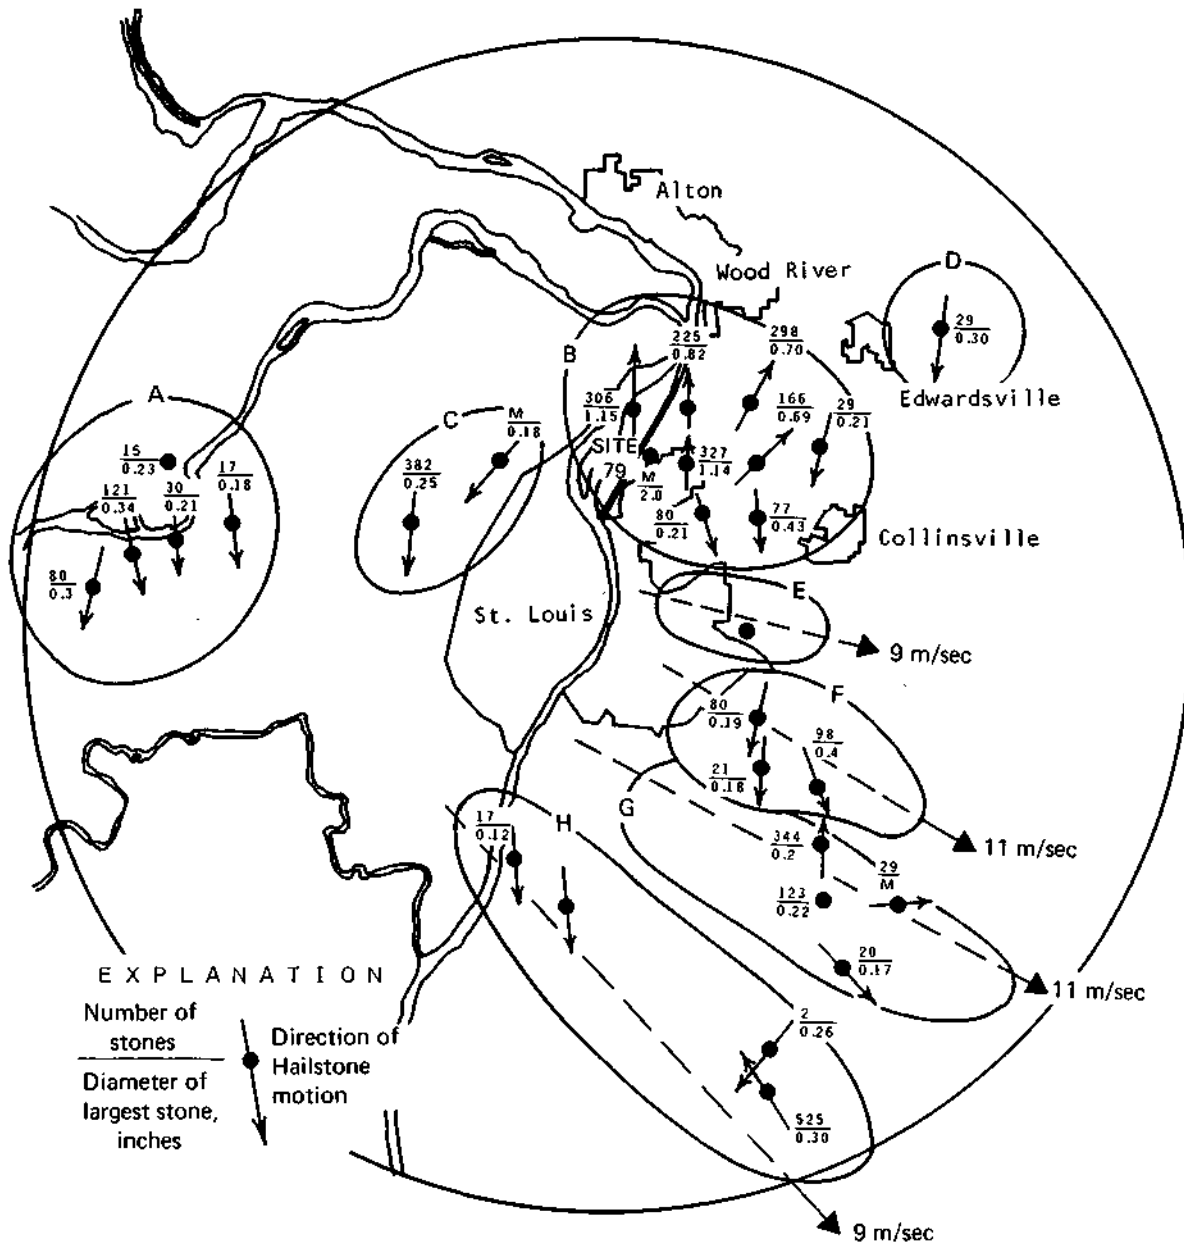 Alton
Wood River
D
29
0.30
Edwardsville
B
225
0.82
298
0.70
306
1.15
166
0.69
29
0.21
SITE
79
M
2.0
327
1.14
80
0.21
77
0.43
Collinsville
A
15
0.23
121
0.34
30
0.21
17
0.18
80
0.3
C
M
0.18
382
0.25
St. Louis
E
9 m/sec
F
80
0.19
98
0.4
21
0.18
11 m/sec
G
344
0.2
29
M
123
0.22
20
0.17
11 m/sec
H
17
0.12
2
0.26
525
0.30
9 m/sec
EXPLANATION
Number of
stones
Diameter of
largest stone,
inches
Direction of
Hailstone
motion